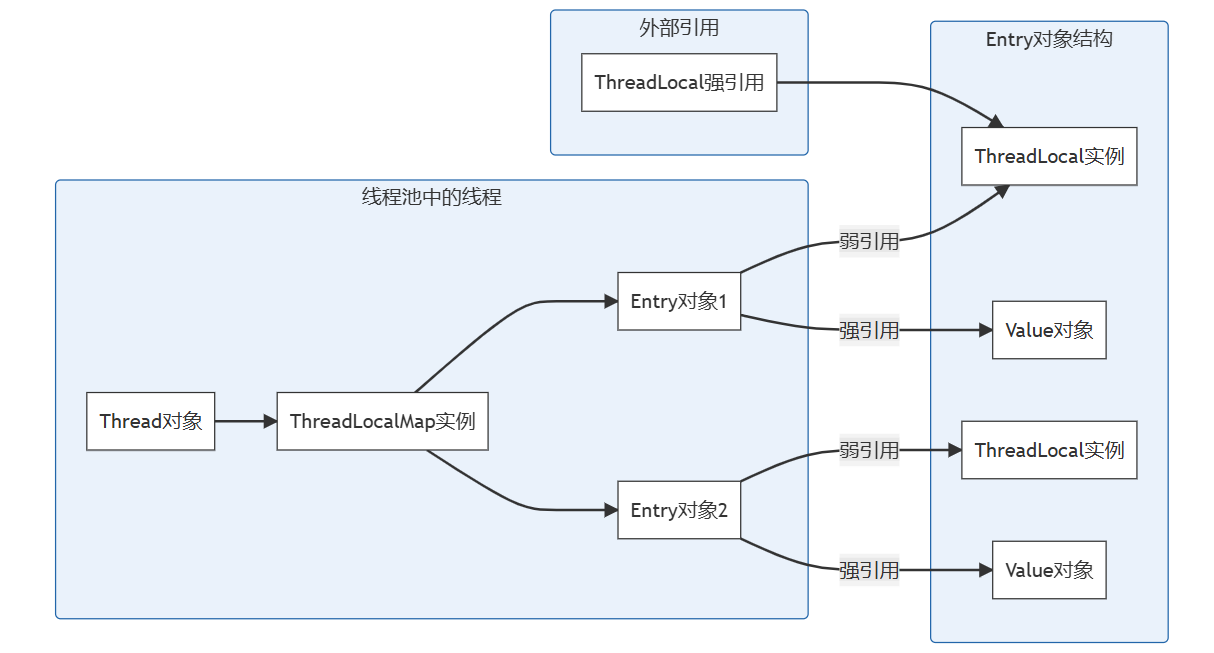 外部引用
ThreadLocal强引用
Entry对象结构
ThreadLocal实例
线程池中的线程
弱引用
Entry对象1
强引用
Value对象
Thread对象
ThreadLocalMap实例
弱引用
ThreadLocal实例
Entry对象2
强引用
Value对象